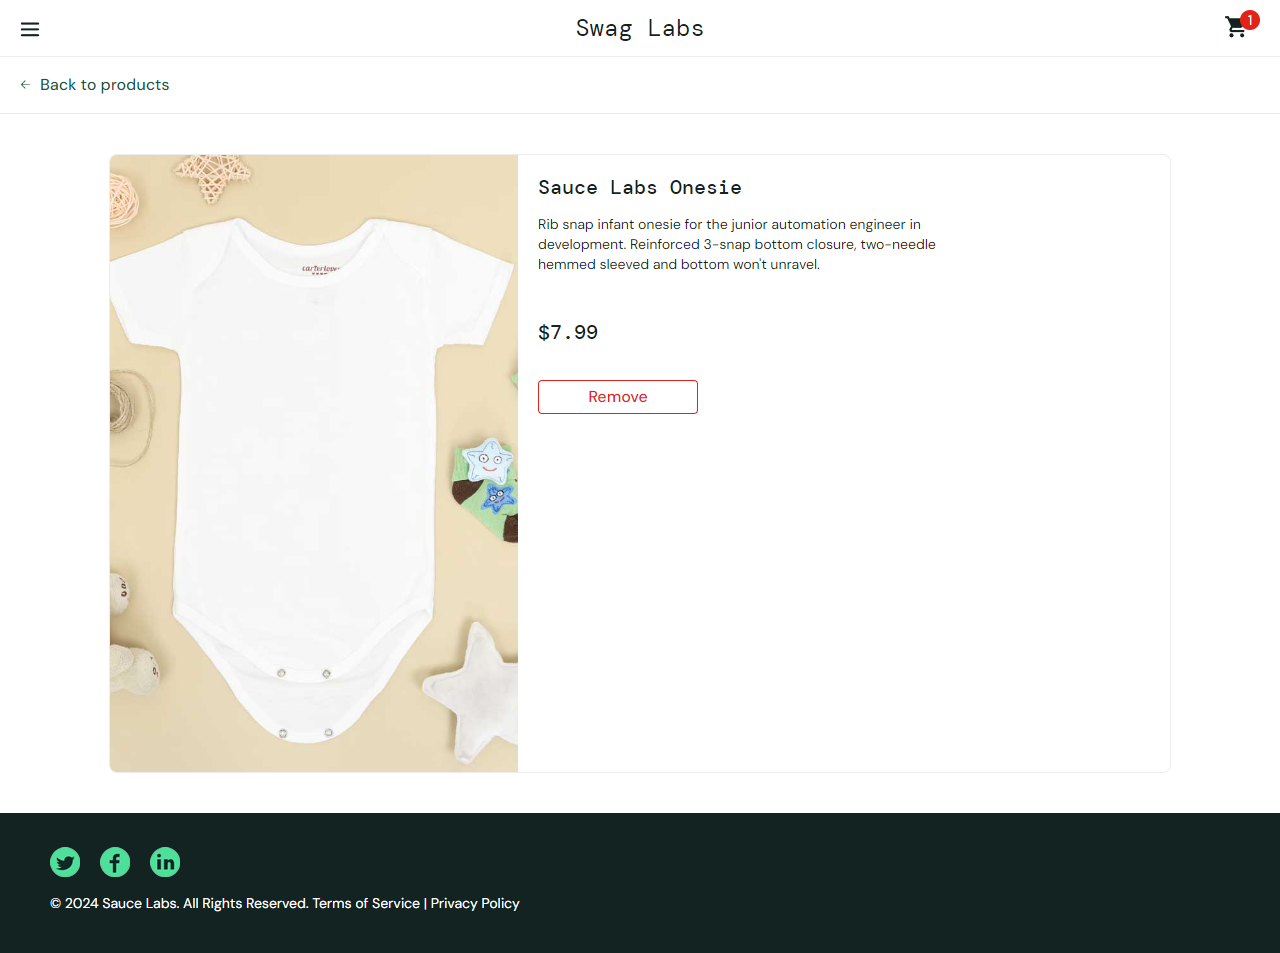 Swag Labs
1
Back to products
Sauce Labs Onesie
Rib snap infant onesie for the junior automation engineer in
development. Reinforced 3-snap bottom closure, two-needle
hemmed sleeved and bottom won't unravel.
$7.99
Remove
© 2024 Sauce Labs. All Rights Reserved. Terms of Service | Privacy Policy